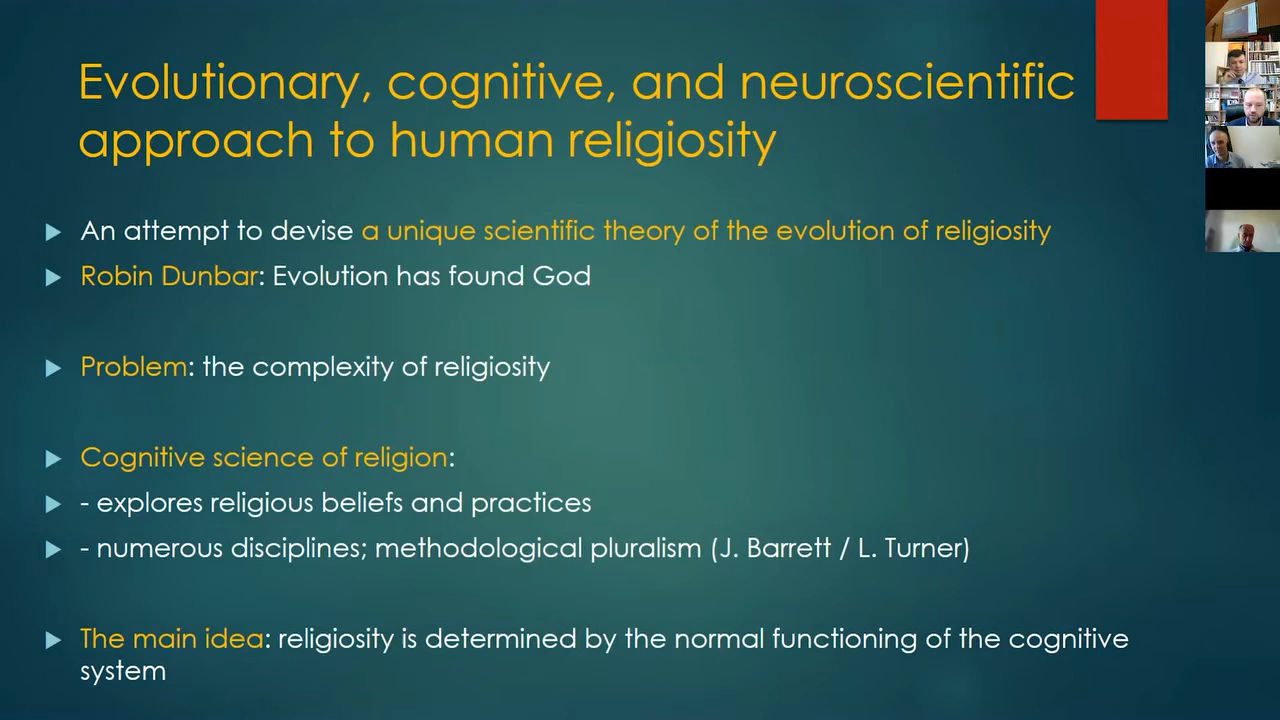 Evolutionary, cognitive, and neuroscientific
approach to human religiosity
An attempt to devise a unique scientific theory of the evolution of religiosity
Robin Dunbar: Evolution has found God
Problem: the complexity of religiosity
Cognitive science of religion:
- explores religious beliefs and practices
- numerous disciplines; methodological pluralism (J. Barrett / L. Turner)
The main idea: religiosity is determined by the normal functioning of the cognitive
system